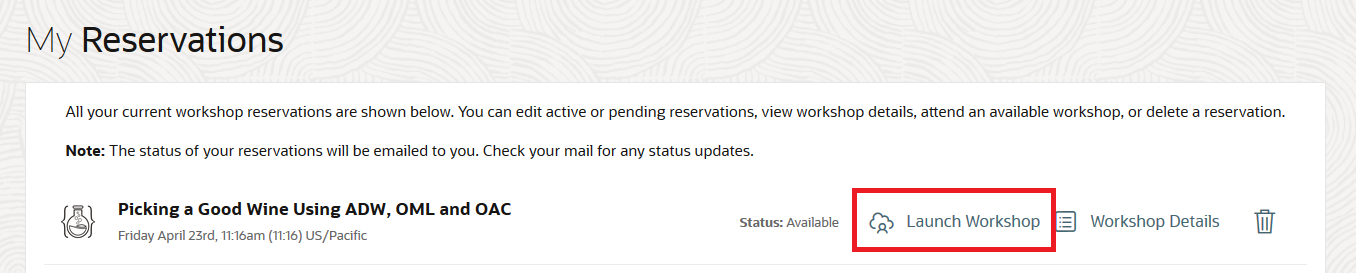 My Reservations
All your current workshop reservations are shown below. You can edit active or pending reservations, view workshop details, attend an available workshop, or delete a reservation.
Note: The status of your reservations will be emailed to you. Check your mail for any status updates.
Picking a Good Wine Using ADW, OML and OAC
Friday April 23rd, 11:16am (11:16) US/Pacific
Status: Available
Launch Workshop
Workshop Details